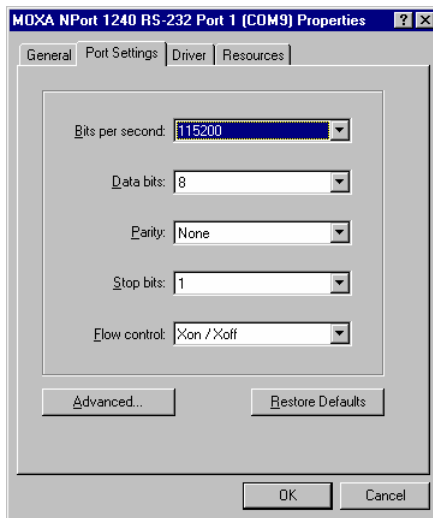 MOXA NPort 1240 RS-232 Port 1 (COM9) Properties
General Port Settings Driver Resources
Bits per second: 115200
Data bits: 8
Parity: None
Stop bits: 1
Flow control: Xon / Xoff
Advanced... Restore Defaults
OK Cancel